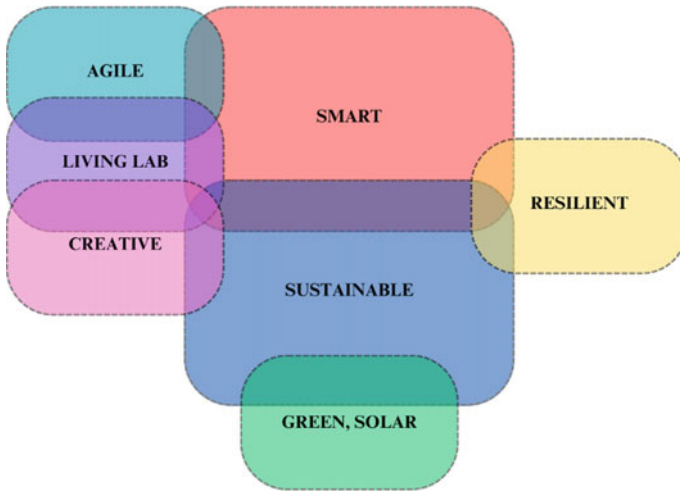 AGILE
SMART
LIVING LAB
RESILIENT
CREATIVE
SUSTAINABLE
GREEN, SOLAR